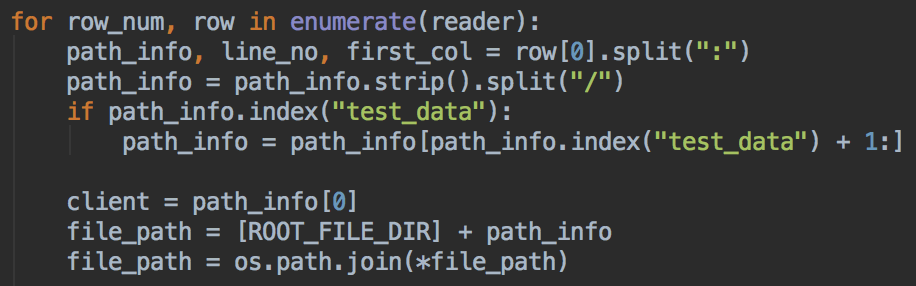 for row_num, row in enumerate(reader):
    path_info, line_no, first_col = row[0].split(":")
    path_info = path_info.strip().split("/")
    if path_info.index("test_data"):
        path_info = path_info[path_info.index("test_data") + 1:]
    client = path_info[0]
    file_path = [ROOT_FILE_DIR] + path_info
    file_path = os.path.join(*file_path)